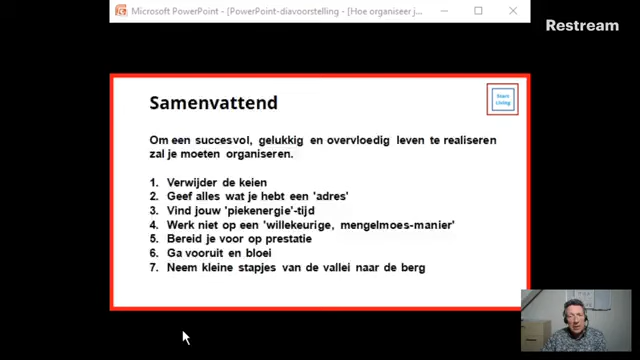 Microsoft PowerPoint - [PowerPoint-diavoorstelling - [Hoe organiseer j...
Restream
Samenvattend
Start
Living
Om een succesvol, gelukkig en overvloedig leven te realiseren
zal je moeten organiseren.
1. Verwijder de keien
2. Geef alles wat je hebt een 'adres'
3. Vind jouw 'piekenergie'-tijd
4. Werk niet op een 'willekeurige, mengelmoes-manier'
5. Bereid je voor op prestatie
6. Ga vooruit en bloei
7. Neem kleine stapjes van de vallei naar de berg